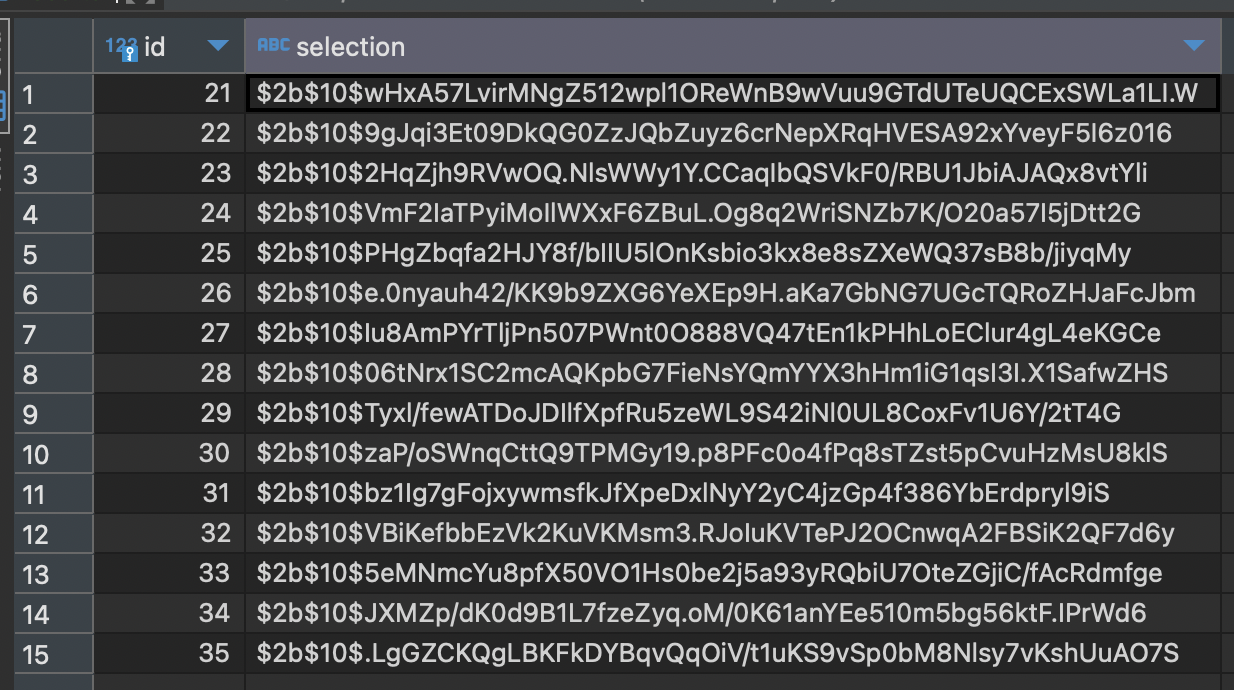 123 id ABC selection
1 21 $2b$10$wHxA57LvirMNgZ512wpl1OReWnB9wVuu9GTdUTeUQCExSWLa1LI.W
2 22 $2b$10$9gJqi3Et09DkQG0ZzJQbZuyz6crNepXRqHVESA92xYveyF5I6z016
3 23 $2b$10$2HqZjh9RVwOQ.NlsWWy1Y.CCaqIbQSVkF0/RBU1JbiAJAQx8vtYli
4 24 $2b$10$VmF2IaTPyiMoIlWXxF6ZBuL.Og8q2WriSNZb7K/O20a57I5jDtt2G
5 25 $2b$10$PHgZbqfa2HJY8f/bIIU5lOnKsbio3kx8e8sZXeWQ37sB8b/jiyqMy
6 26 $2b$10$e.0nyauh42/KK9b9ZXG6YeXEp9H.aKa7GbNG7UGcTQRoZHJaFcJbm
7 27 $2b$10$Iu8AmPYrTljPn507PWnt0O888VQ47tEn1kPHhLoEClur4gL4eKGCe
8 28 $2b$10$06tNrx1SC2mcAQKpbG7FieNsYQmYYX3hHm1iG1qsI3I.X1SafwZHS
9 29 $2b$10$Tyxl/fewATDoJDIlfXpfRu5zeWL9S42iNl0UL8CoxFv1U6Y/2tT4G
10 30 $2b$10$zaP/oSWnqCttQ9TPMGy19.p8PFc0o4fPq8sTZst5pCvuHzMsU8klS
11 31 $2b$10$bz1Ig7gFojxywmsfkJfXpeDxlNyY2yC4jzGp4f386YbErdpryl9iS
12 32 $2b$10$VBiKefbbEzVk2KuVKMsm3.RJoIuKVTePJ2OCnwqA2FBSiK2QF7d6y
13 33 $2b$10$5eMNmcYu8pfX50VO1Hs0be2j5a93yRQbiU7OteZGjiC/fAcRdmfge
14 34 $2b$10$JXMZp/dK0d9B1L7fzeZyq.oM/0K61anYEe510m5bg56ktF.IPrWd6
15 35 $2b$10$.LgGZCKQgLBKFkDYBqvQqOiV/t1uKS9vSp0bM8Nlsy7vKshUuAO7S